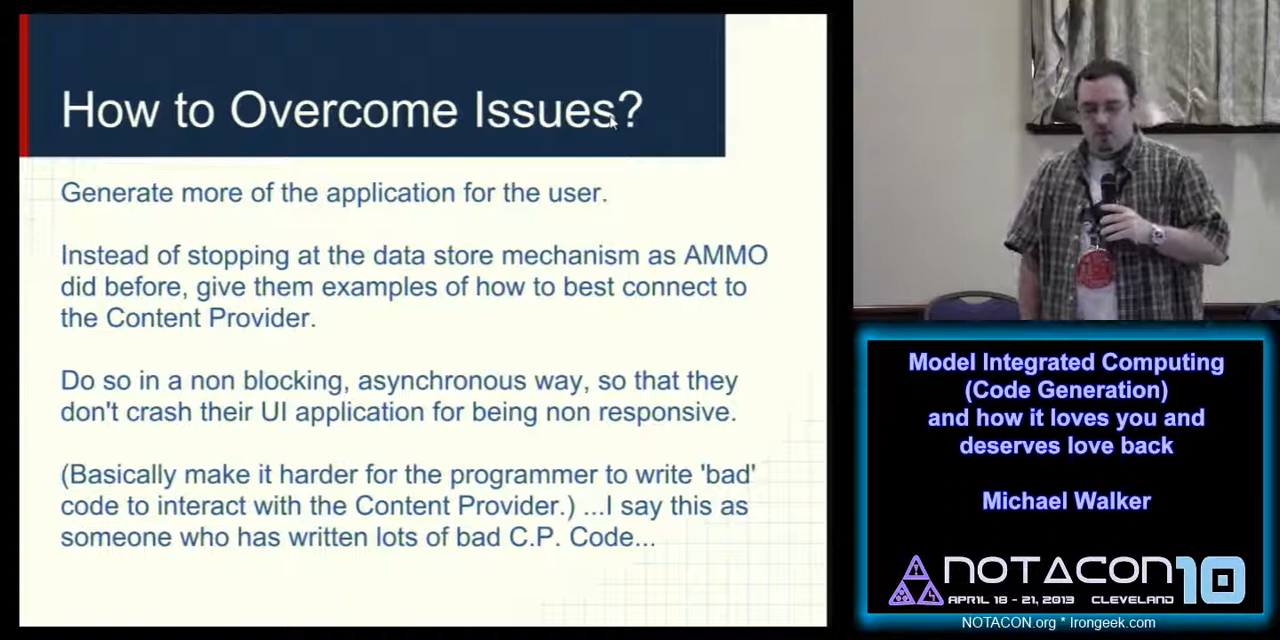 How to Overcome Issues?
Generate more of the application for the user.
Instead of stopping at the data store mechanism as AMMO
did before, give them examples of how to best connect to
the Content Provider.
Do so in a non blocking, asynchronous way, so that they
don't crash their UI application for being non responsive.
(Basically make it harder for the programmer to write 'bad'
code to interact with the Content Provider.) ...I say this as
someone who has written lots of bad C.P. Code...
Model Integrated Computing
(Code Generation)
and how it loves you and
deserves love back
Michael Walker
NOTACON 10
APRIL 18 - 21, 2013 CLEVELAND
NOTACON.org * Irongeek.com